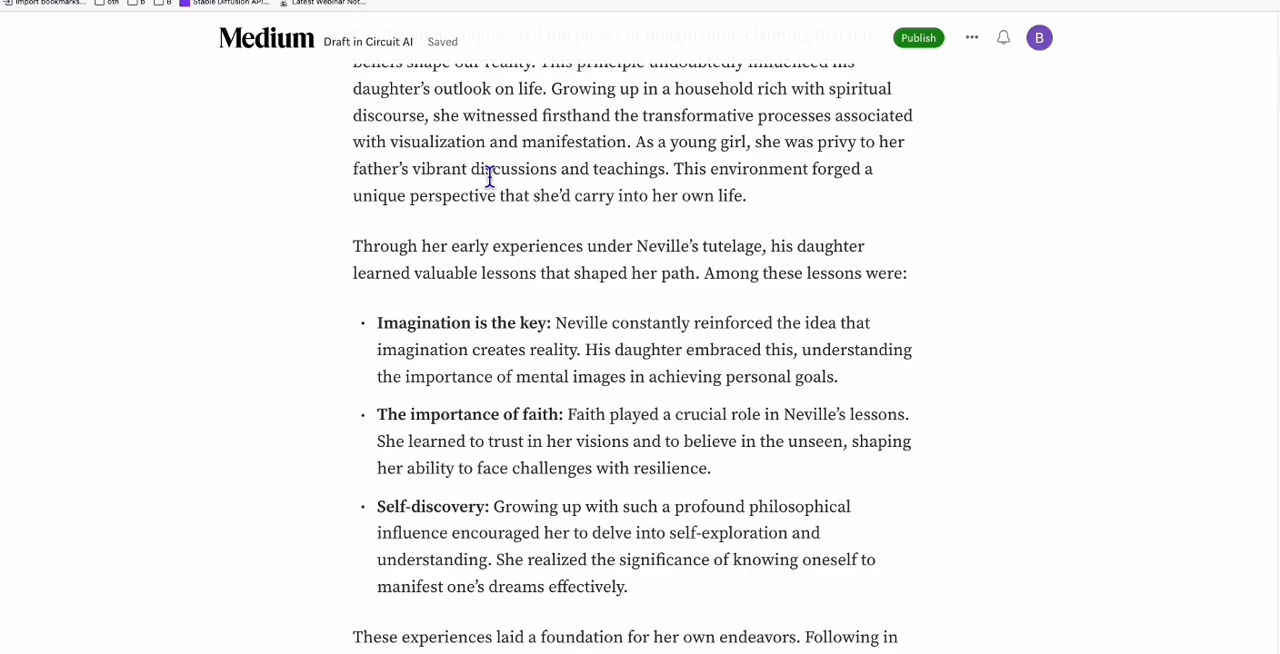 Import bookmarks...
oth
b
B
Stable Diffusion API...
Latest Webinar Not...
Medium
Draft in Circuit AI
Saved
Publish
B
emphasized the power of imagination, claiming that our
beliefs shape our reality. This principle undoubtedly influenced his
daughter’s outlook on life. Growing up in a household rich with spiritual
discourse, she witnessed firsthand the transformative processes associated
with visualization and manifestation. As a young girl, she was privy to her
father’s vibrant discussions and teachings. This environment forged a
unique perspective that she’d carry into her own life.
Through her early experiences under Neville’s tutelage, his daughter
learned valuable lessons that shaped her path. Among these lessons were:
• Imagination is the key: Neville constantly reinforced the idea that
imagination creates reality. His daughter embraced this, understanding
the importance of mental images in achieving personal goals.
• The importance of faith: Faith played a crucial role in Neville’s lessons.
She learned to trust in her visions and to believe in the unseen, shaping
her ability to face challenges with resilience.
• Self-discovery: Growing up with such a profound philosophical
influence encouraged her to delve into self-exploration and
understanding. She realized the significance of knowing oneself to
manifest one’s dreams effectively.
These experiences laid a foundation for her own endeavors. Following in